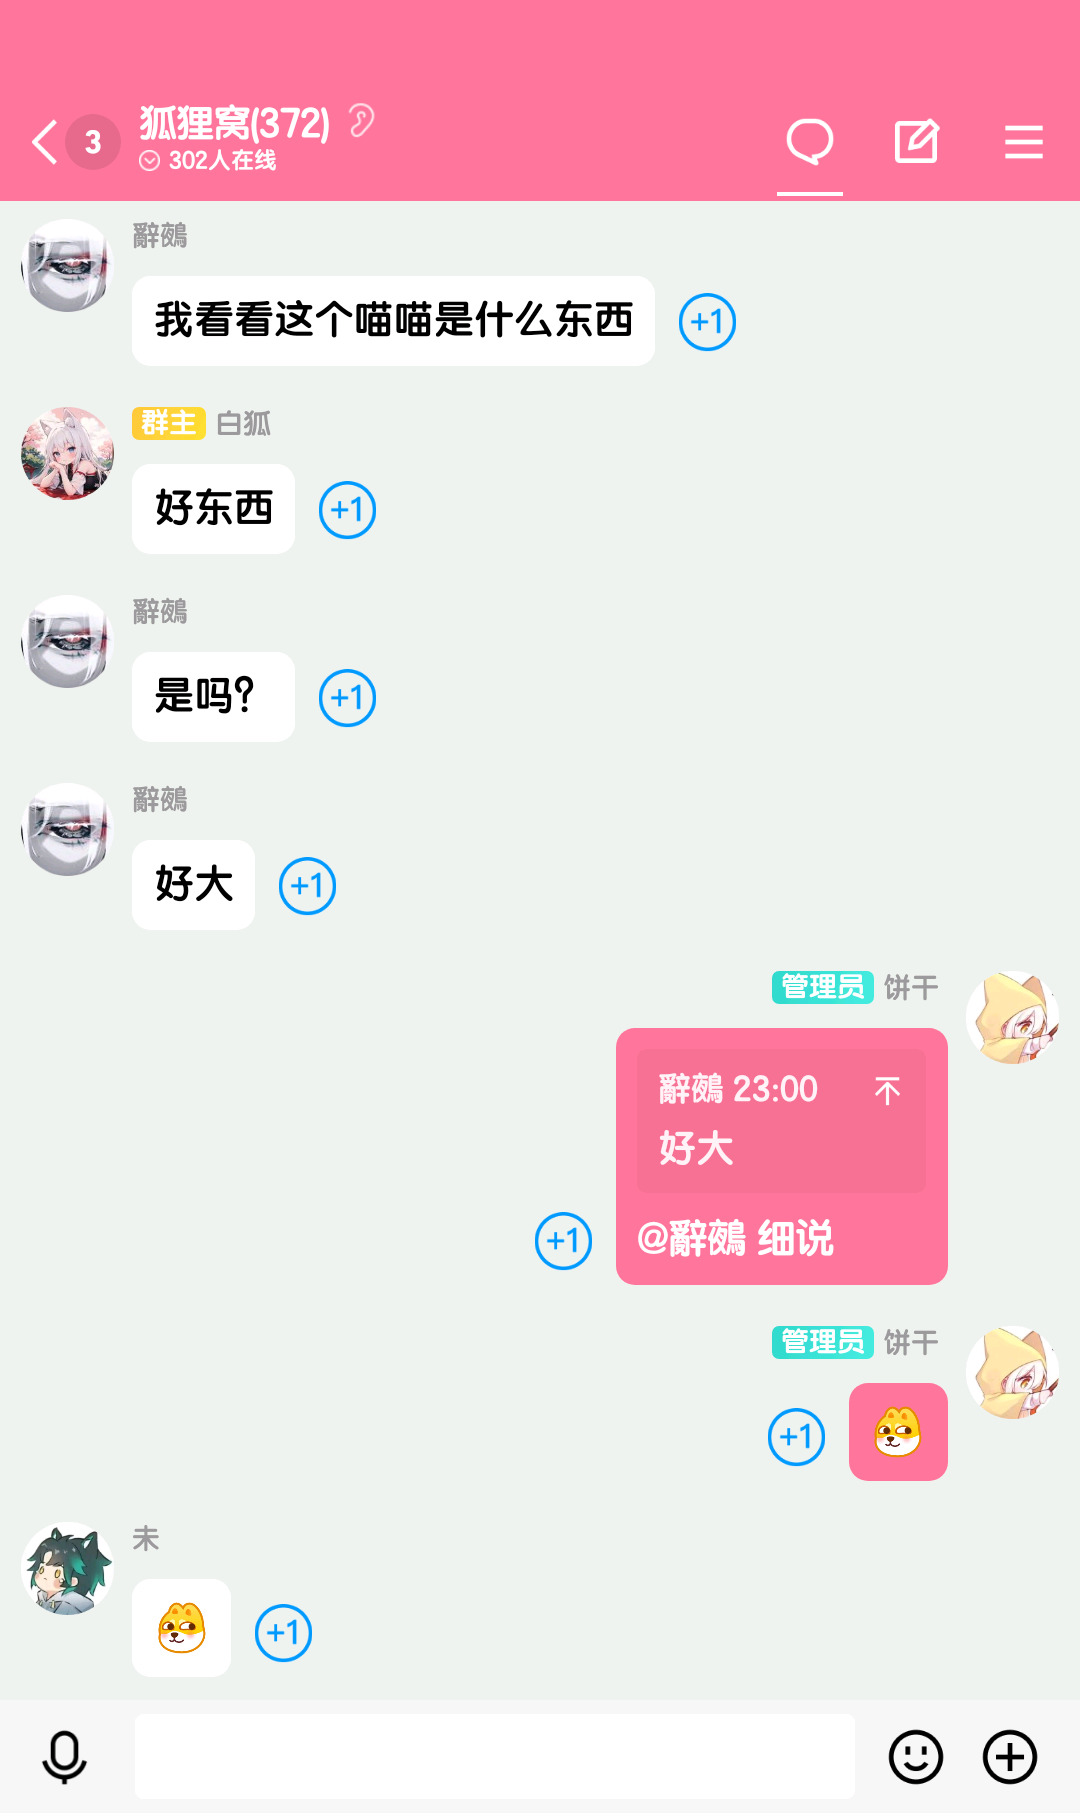 3
狐狸窝(372)
302人在线
辭鵺
我看看这个喵喵是什么东西
+1
群主 白狐
好东西
+1
辭鵺
是吗?
+1
辭鵺
好大
+1
管理员 饼干
辭鵺 23:00
好大
@辭鵺 细说
+1
管理员 饼干
+1
未
+1